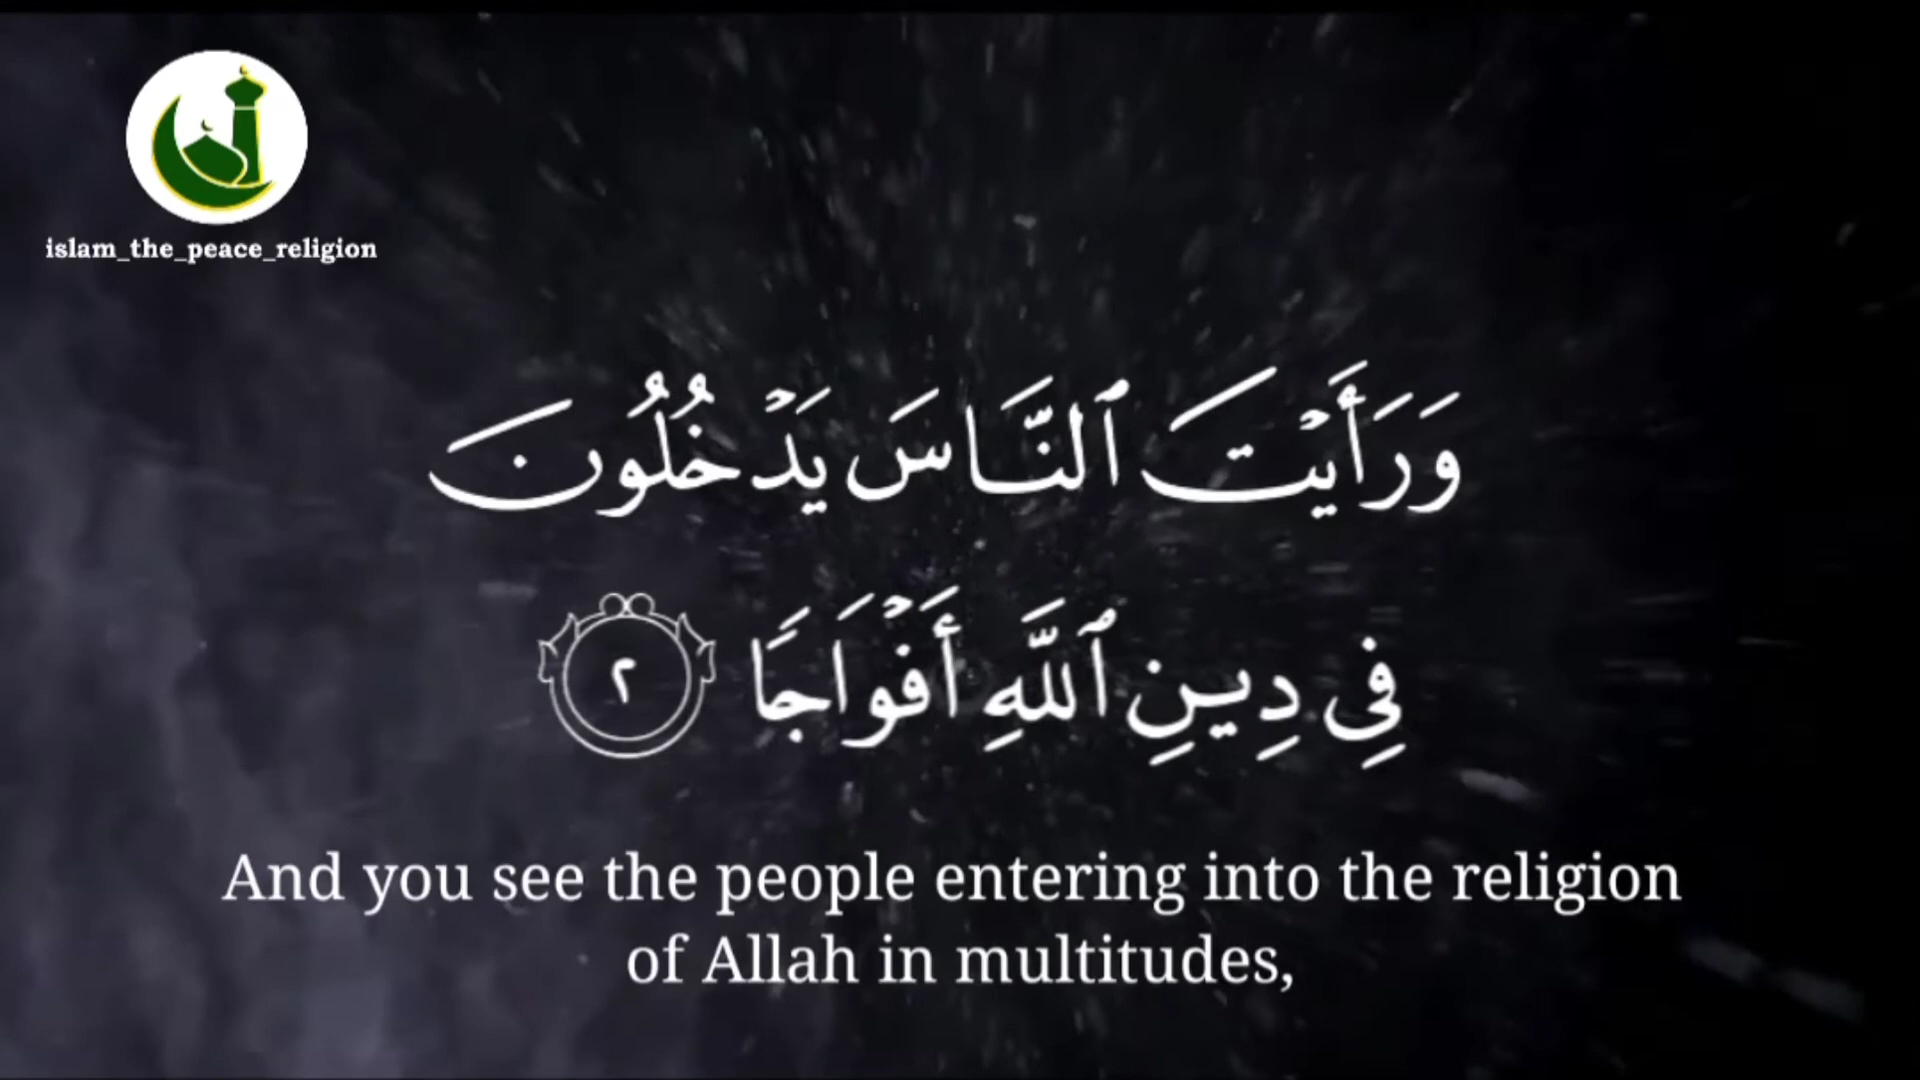 islam_the_peace_religion
وَرَأَيْتَ ٱلنَّاسَ يَدْخُلُونَ
فِى دِينِ ٱللَّهِ أَفْوَاجًا ٢
And you see the people entering into the religion
of Allah in multitudes,